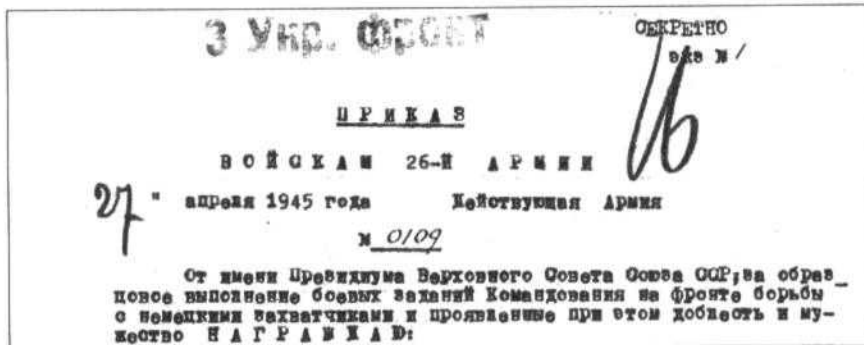 3 Укр. фронт
СЕКРЕТНО
экз № 1
16
ПРИКАЗ
ВОЙСКАМ 26-Й АРМИИ
27 " апреля 1945 года Действующая Армия
№ 0109
От имени Президиума Верховного Совета Союза ССР, за образ_
цовое выполнение боевых заданий Командования на фронте борьбы
с немецкими захватчиками и проявленные при этом доблесть и му-
жество НАГРАЖДАЮ: